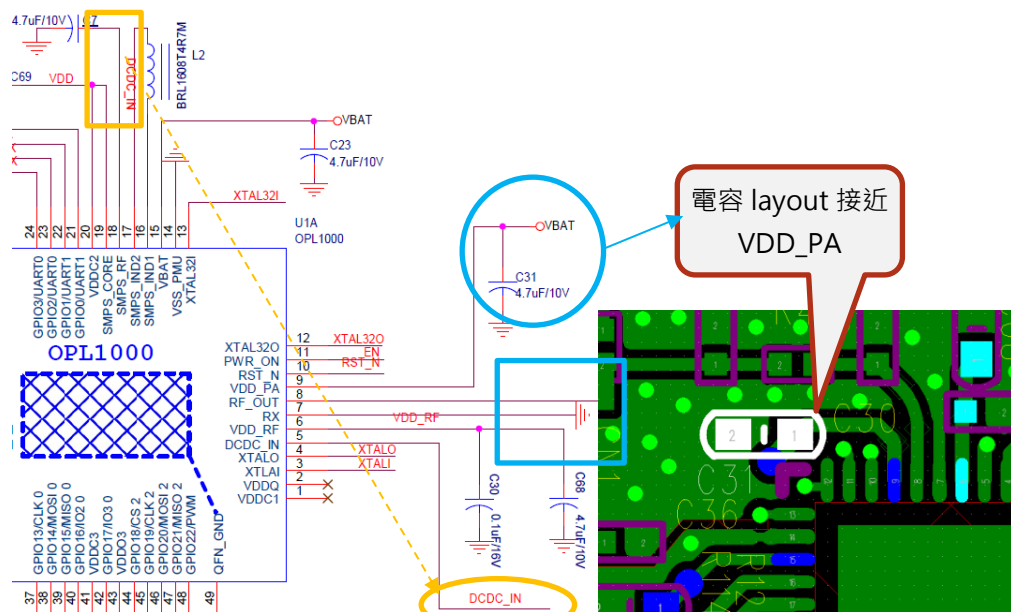 4.7uF/10V
C7
C69
VDD
DCDC_IN
L2
BRL1608T4R7M
VBAT
C23
4.7uF/10V
XTAL32I
U1A
OPL1000
24
23
22
21
20
19
18
17
16
15
14
13
GPIO3/UART0
GPIO2/UART0
GPIO1/UART1
GPIO0/UART1
VDDC2
SMPS_CORE
SMPS_RF
SMPS_IND2
SMPS_IND1
VBAT
VSS_PMU
XTAL32I
OPL1000
XTAL32O
12
XTAL32O
PWR_ON
11
EN
RST_N
10
RST_N
VDD_PA
9
RF_OUT
8
RX
7
VDD_RF
VDD_RF
6
DCDC_IN
5
XTALO
4
XTALO
XTLAI
3
XTALI
VDDQ
2
VDDC1
1
VBAT
C31
4.7uF/10V
電容 layout 接近
VDD_PA
C30
0.1uF/16V
C68
4.7uF/10V
DCDC_IN
GPIO13/CLK 0
GPIO14/MOSI 0
GPIO15/MISO 0
GPIO16/IO2 0
VDDC3
GPIO17/IO3 0
VDDO3
GPIO18/CS 2
GPIO19/CLK 2
GPIO20/MOSI 2
GPIO21/MISO 2
GPIO22/PWM
QFN_GND
37
38
39
40
41
42
43
44
45
46
47
48
49
C30
2
1
C31
C36
R12